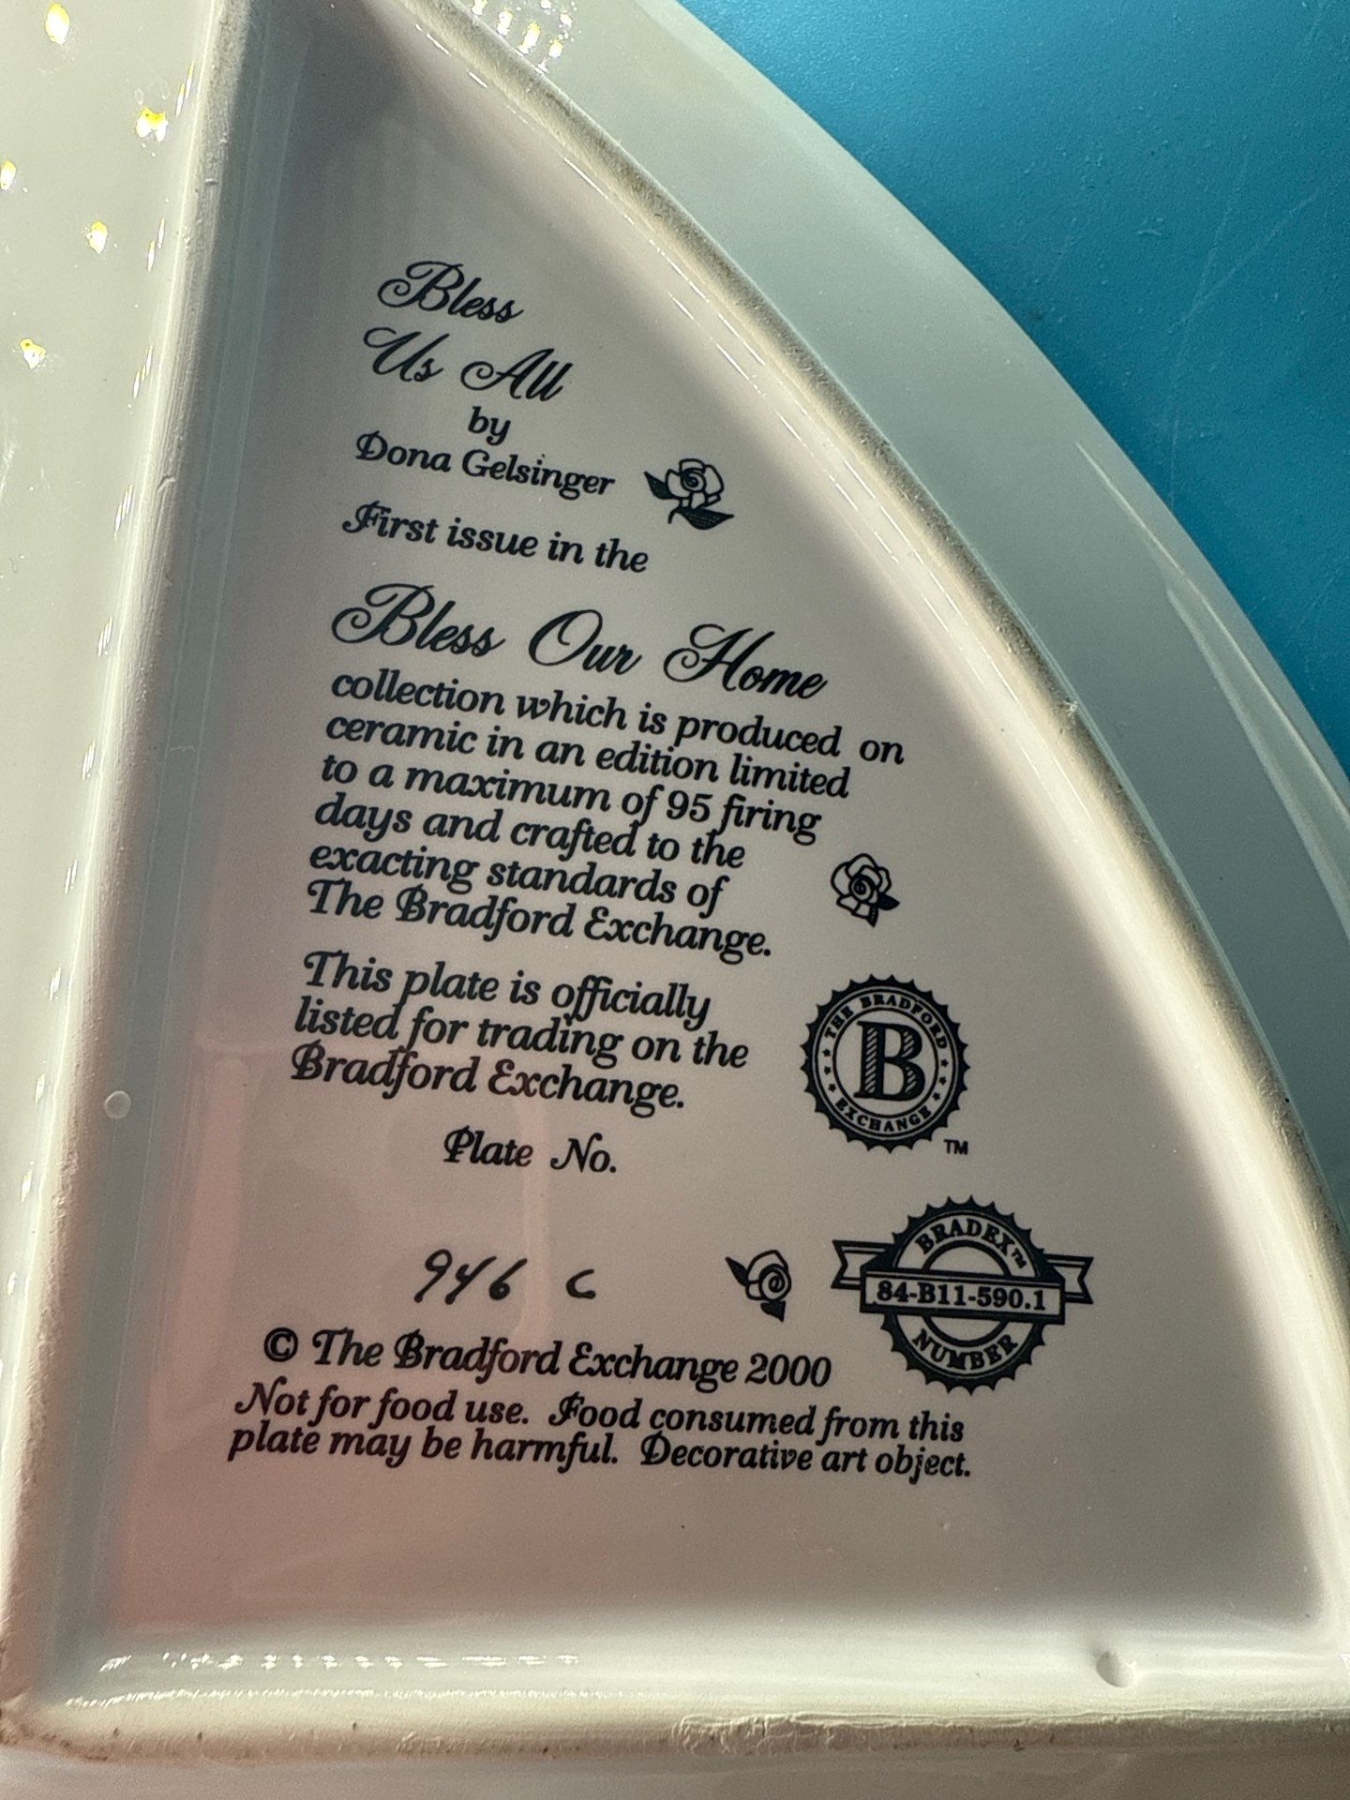 Bless
Us All
by
Dona Gelsinger
First issue in the
Bless Our Home
collection which is produced on
ceramic in an edition limited
to a maximum of 95 firing
days and crafted to the
exacting standards of
The Bradford Exchange.
This plate is officially
listed for trading on the
Bradford Exchange.
THE BRADFORD
B
EXCHANGE
TM
Plate No.
946 C
BRADEX™
84-B11-590.1
NUMBER
© The Bradford Exchange 2000
Not for food use. Food consumed from this
plate may be harmful. Decorative art object.